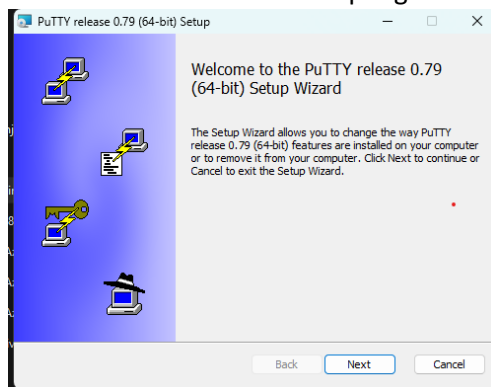 PuTTY release 0.79 (64-bit) Setup
Welcome to the PuTTY release 0.79
(64-bit) Setup Wizard
The Setup Wizard allows you to change the way PuTTY
release 0.79 (64-bit) features are installed on your computer
or to remove it from your computer. Click Next to continue or
Cancel to exit the Setup Wizard.
Back Next Cancel